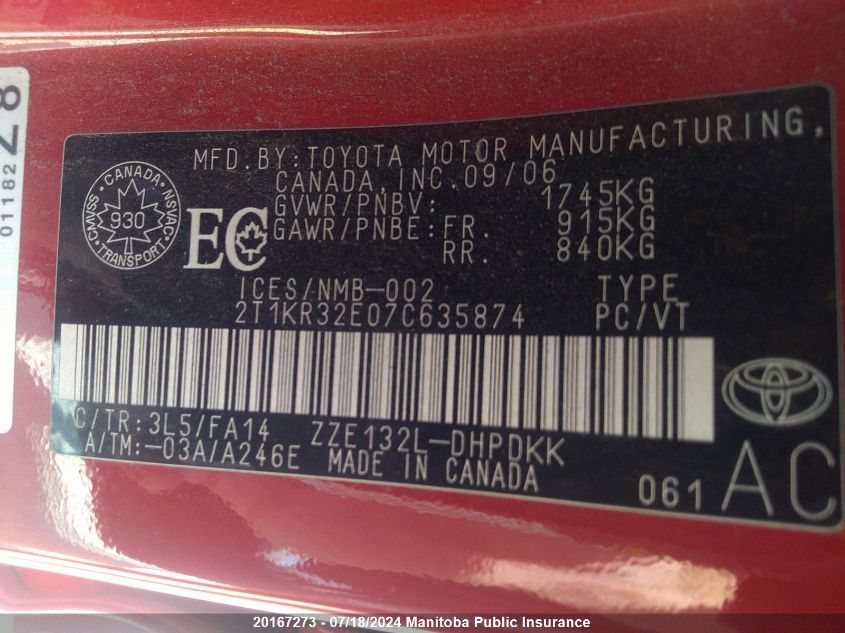 MFD.BY:TOYOTA MOTOR MANUFACTURING,
CANADA,INC.09/06
GVWR/PNBV: 1745KG
GAWR/PNBE:FR. 915KG
RR. 840KG
CANADA
CMVSS NSVAC
930
TRANSPORT
EC
ICES/NMB-002 TYPE
2T1KR32E07C635874 PC/VT
C/TR:3L5/FA14 ZZE132L-DHPDKK
A/TM:-03A/A246E MADE IN CANADA
061 AC
01182
20167273 - 07/18/2024 Manitoba Public Insurance